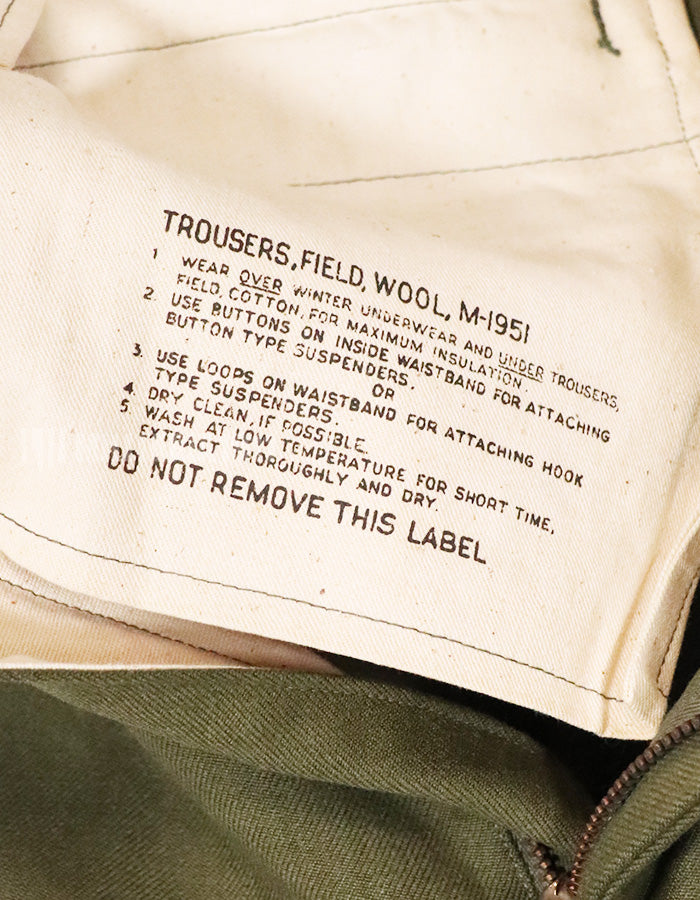 TROUSERS, FIELD, WOOL, M-1951
1 WEAR OVER WINTER UNDERWEAR AND UNDER TROUSERS,
FIELD, COTTON, FOR MAXIMUM INSULATION.
2. USE BUTTONS ON INSIDE WAISTBAND FOR ATTACHING
BUTTON TYPE SUSPENDERS.
OR
3. USE LOOPS ON WAISTBAND FOR ATTACHING HOOK
TYPE SUSPENDERS.
4. DRY CLEAN, IF POSSIBLE.
5. WASH AT LOW TEMPERATURE FOR SHORT TIME,
EXTRACT THOROUGHLY AND DRY.
DO NOT REMOVE THIS LABEL